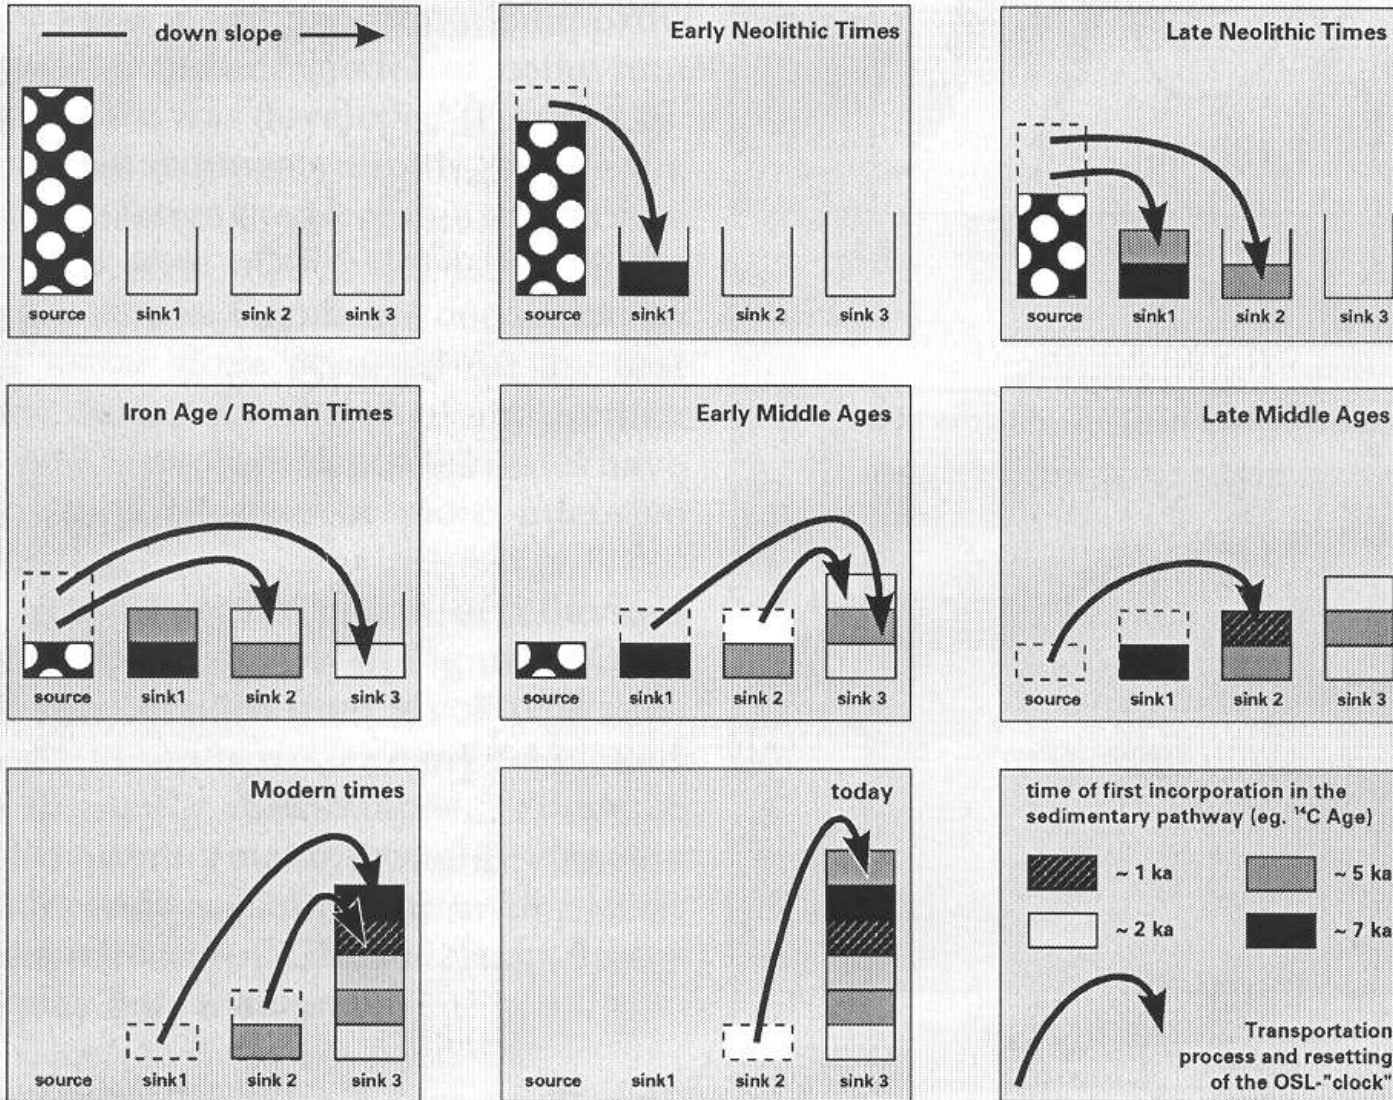 down slope
source sink1 sink 2 sink 3
Early Neolithic Times
source sink1 sink 2 sink 3
Late Neolithic Times
source sink1 sink 2 sink 3
Iron Age / Roman Times
source sink1 sink 2 sink 3
Early Middle Ages
source sink1 sink 2 sink 3
Late Middle Ages
source sink1 sink 2 sink 3
Modern times
source sink1 sink 2 sink 3
today
source sink1 sink 2 sink 3
time of first incorporation in the
sedimentary pathway (eg. ¹⁴C Age)
~ 1 ka ~ 5 ka
~ 2 ka ~ 7 ka
Transportation
process and resetting
of the OSL-"clock"